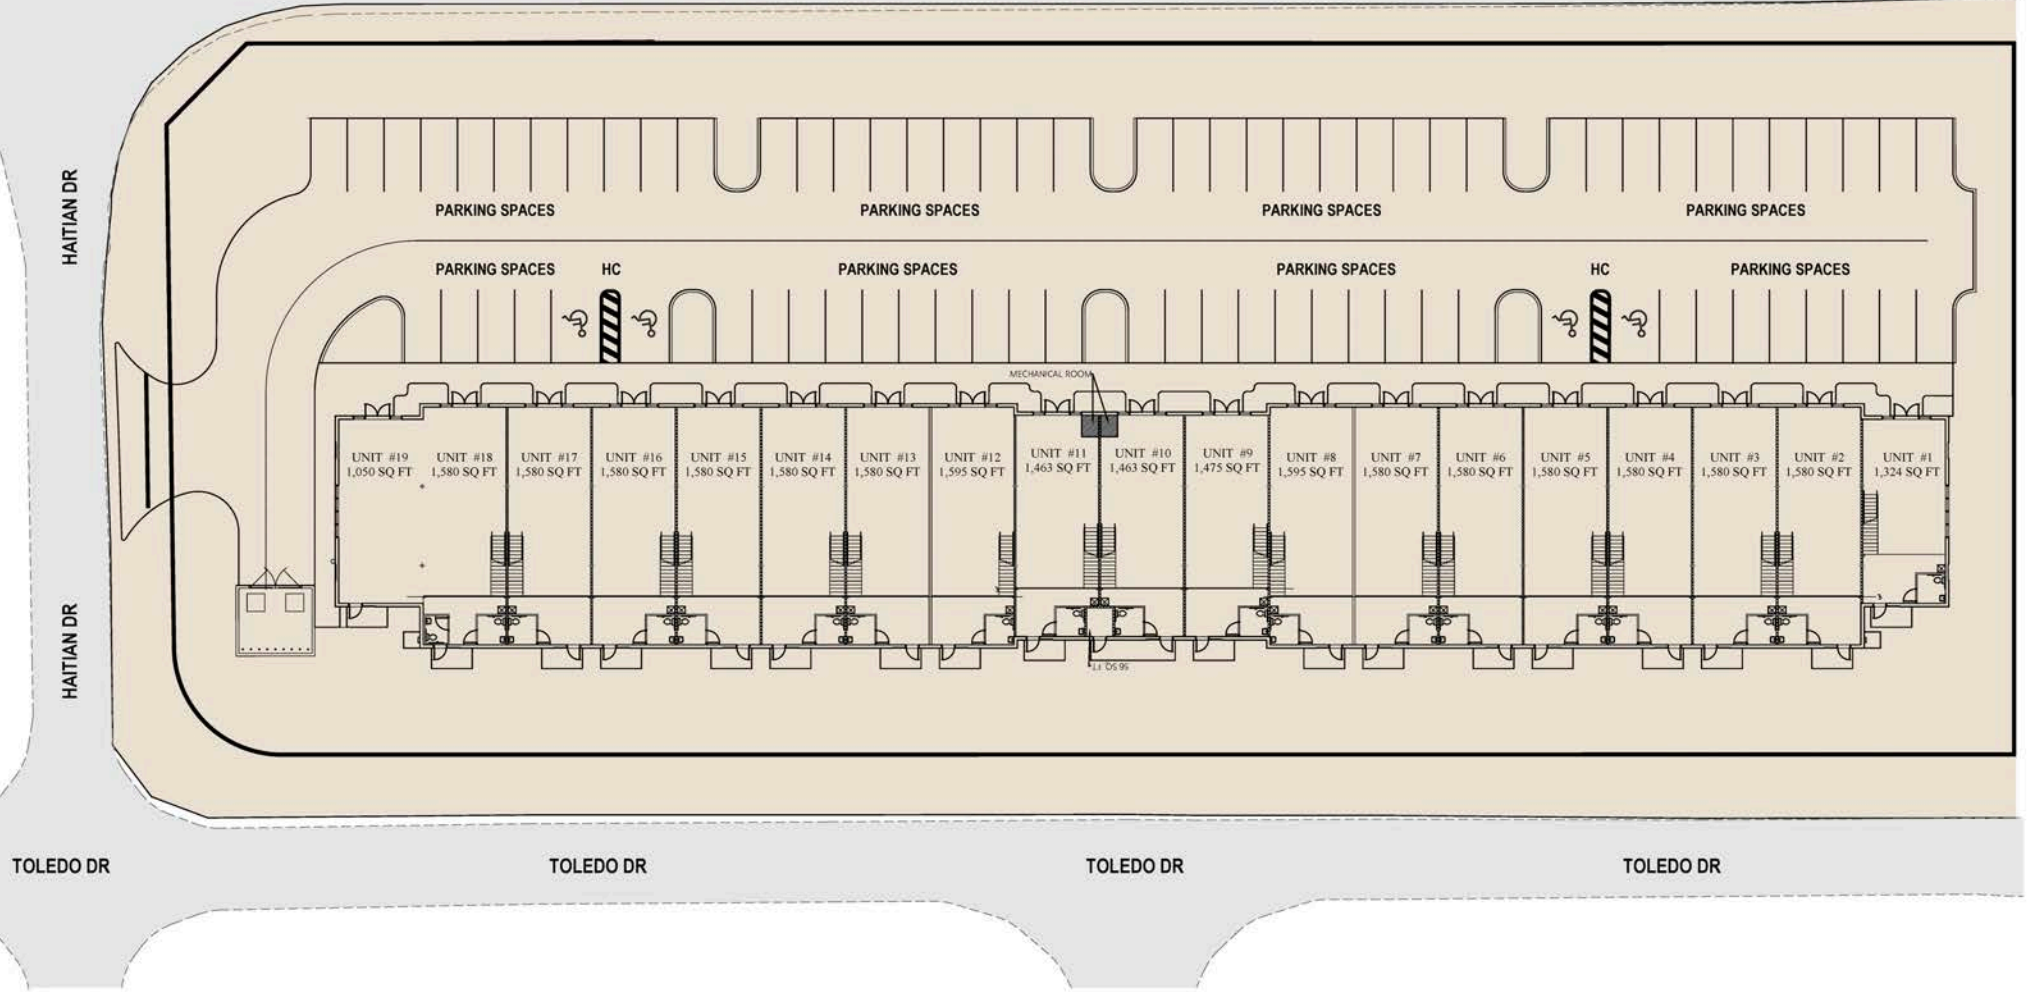 HAITIAN DR
PARKING SPACES
PARKING SPACES
PARKING SPACES
PARKING SPACES
PARKING SPACES
HC
PARKING SPACES
PARKING SPACES
HC
PARKING SPACES
MECHANICAL ROOM
UNIT #19
1,050 SQ FT
UNIT #18
1,580 SQ FT
UNIT #17
1,580 SQ FT
UNIT #16
1,580 SQ FT
UNIT #15
1,580 SQ FT
UNIT #14
1,580 SQ FT
UNIT #13
1,580 SQ FT
UNIT #12
1,595 SQ FT
UNIT #11
1,463 SQ FT
UNIT #10
1,463 SQ FT
UNIT #9
1,475 SQ FT
UNIT #8
1,595 SQ FT
UNIT #7
1,580 SQ FT
UNIT #6
1,580 SQ FT
UNIT #5
1,580 SQ FT
UNIT #4
1,580 SQ FT
UNIT #3
1,580 SQ FT
UNIT #2
1,580 SQ FT
UNIT #1
1,324 SQ FT
HAITIAN DR
56 SQ. FT.
TOLEDO DR
TOLEDO DR
TOLEDO DR
TOLEDO DR